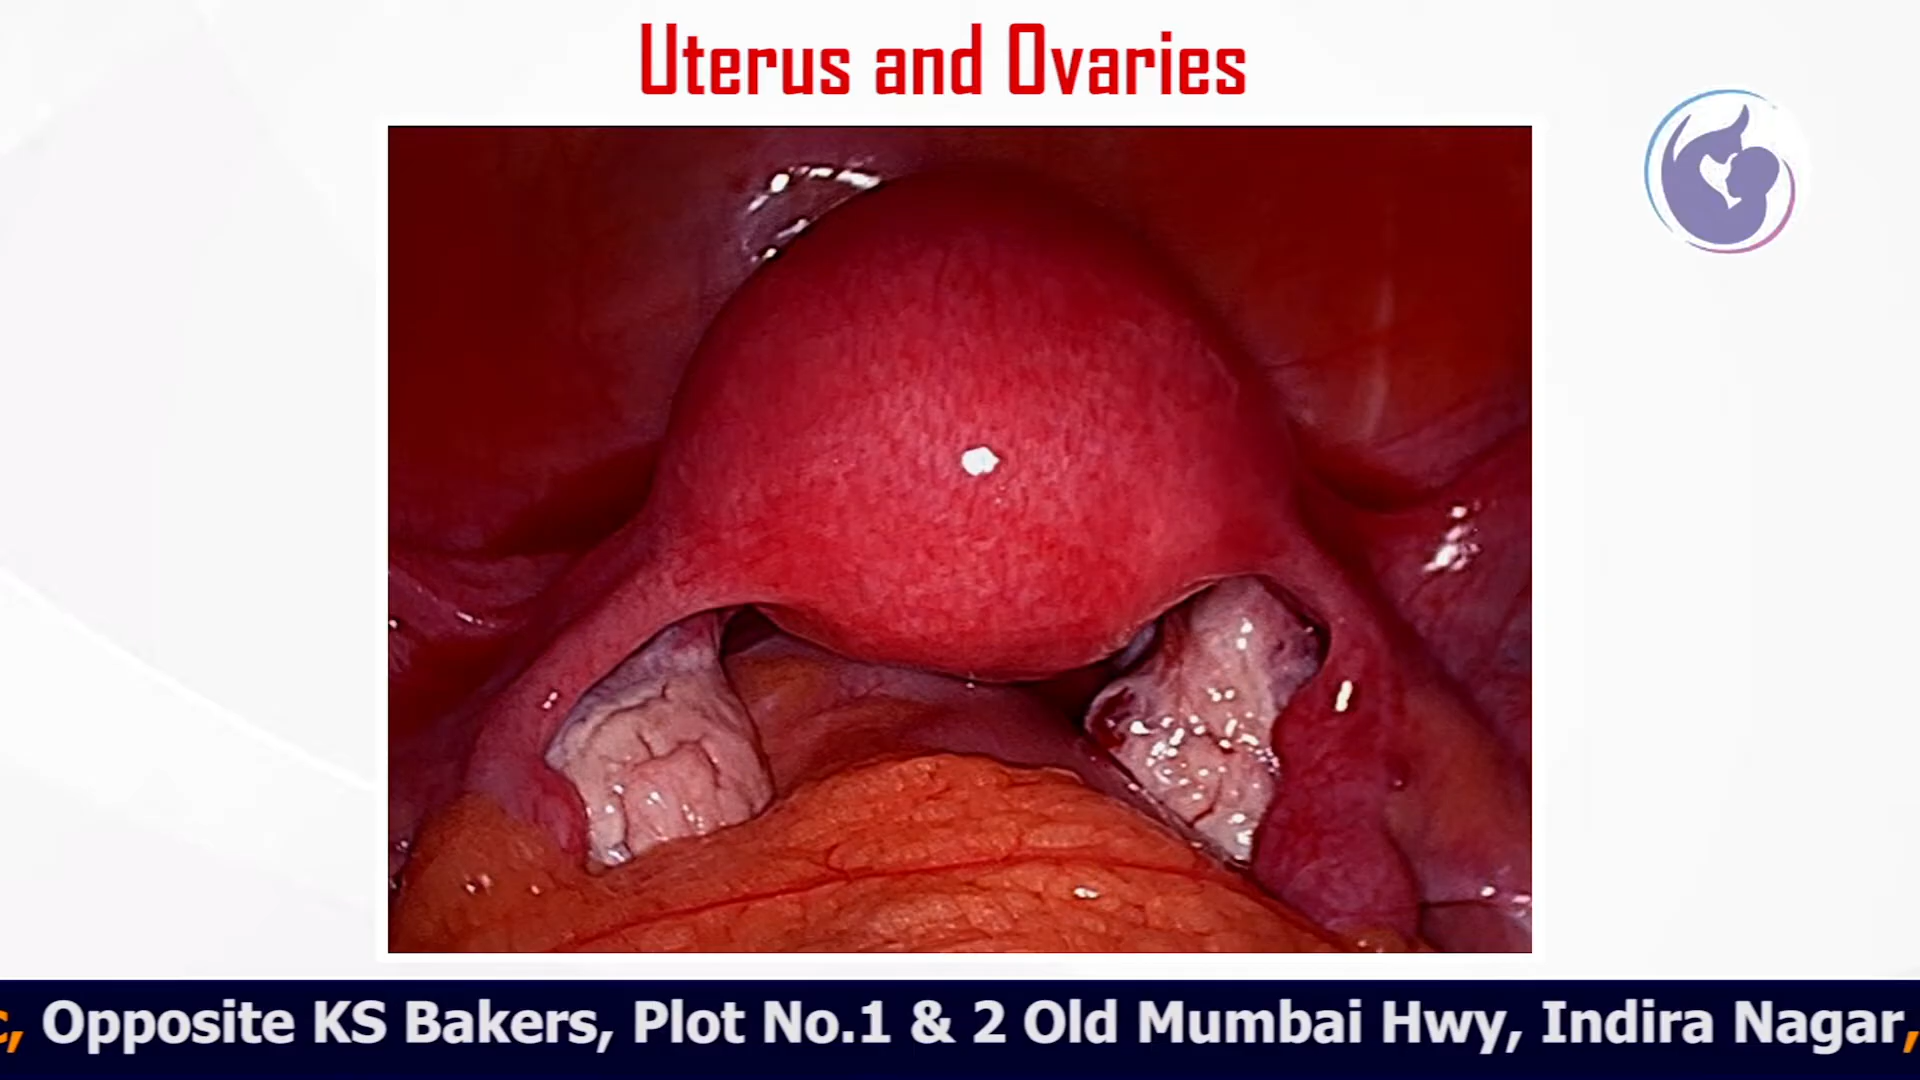 Uterus and Ovaries
, Opposite KS Bakers, Plot No.1 & 2 Old Mumbai Hwy, Indira Nagar,